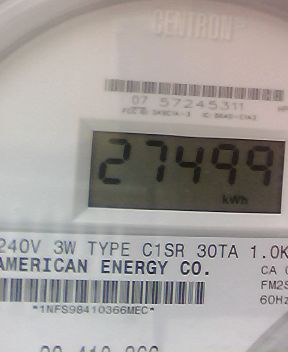 CENTRON
07 57245311
27499
kWh
240V 3W TYPE C1SR 30TA 1.0K
AMERICAN ENERGY CO.
CA
FM2S
60Hz
*1NFS98410366MEC*